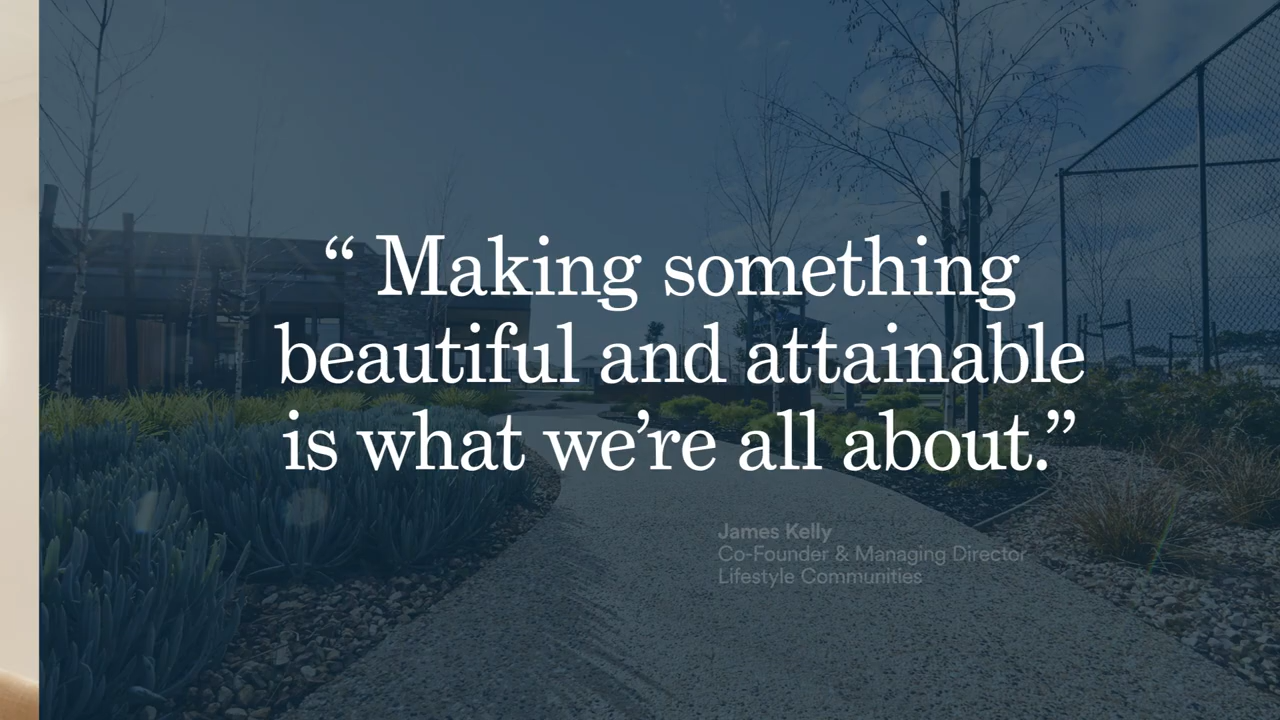 “ Making something
beautiful and attainable
is what we’re all about.”
James Kelly
Co-Founder & Managing Director
Lifestyle Communities